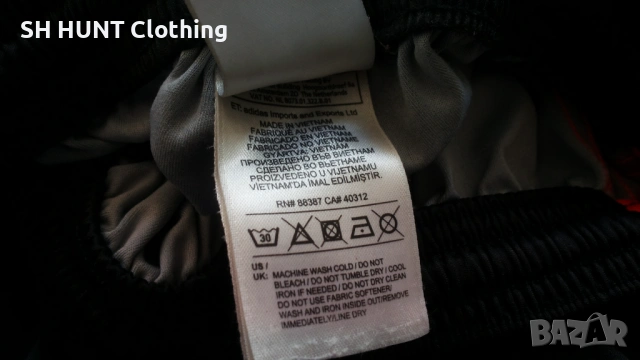 SH HUNT Clothing
ET: adidas Imports and Exports Ltd
MADE IN VIETNAM
FABRIQUÉ AU VIETNAM
FABRICADO NO VIETNAM
GYÁRTVA: VIETNAM
ПРОИЗВЕДЕНО ВЪВ ВИЕТНАМ
СДЕЛАНО ВО ВЬЕТНАМЕ
PROIZVEDENO U VIJETNAMU
VIETNAM'DA İMAL EDİLMİŞTİR.
RN# 88387 CA# 40312
30
US / UK: MACHINE WASH COLD / DO NOT
BLEACH / DO NOT TUMBLE DRY / COOL
IRON IF NEEDED / DO NOT DRY CLEAN /
DO NOT USE FABRIC SOFTENER/
WASH AND IRON INSIDE OUT/REMOVE
IMMEDIATELY/LINE DRY
BAZAR